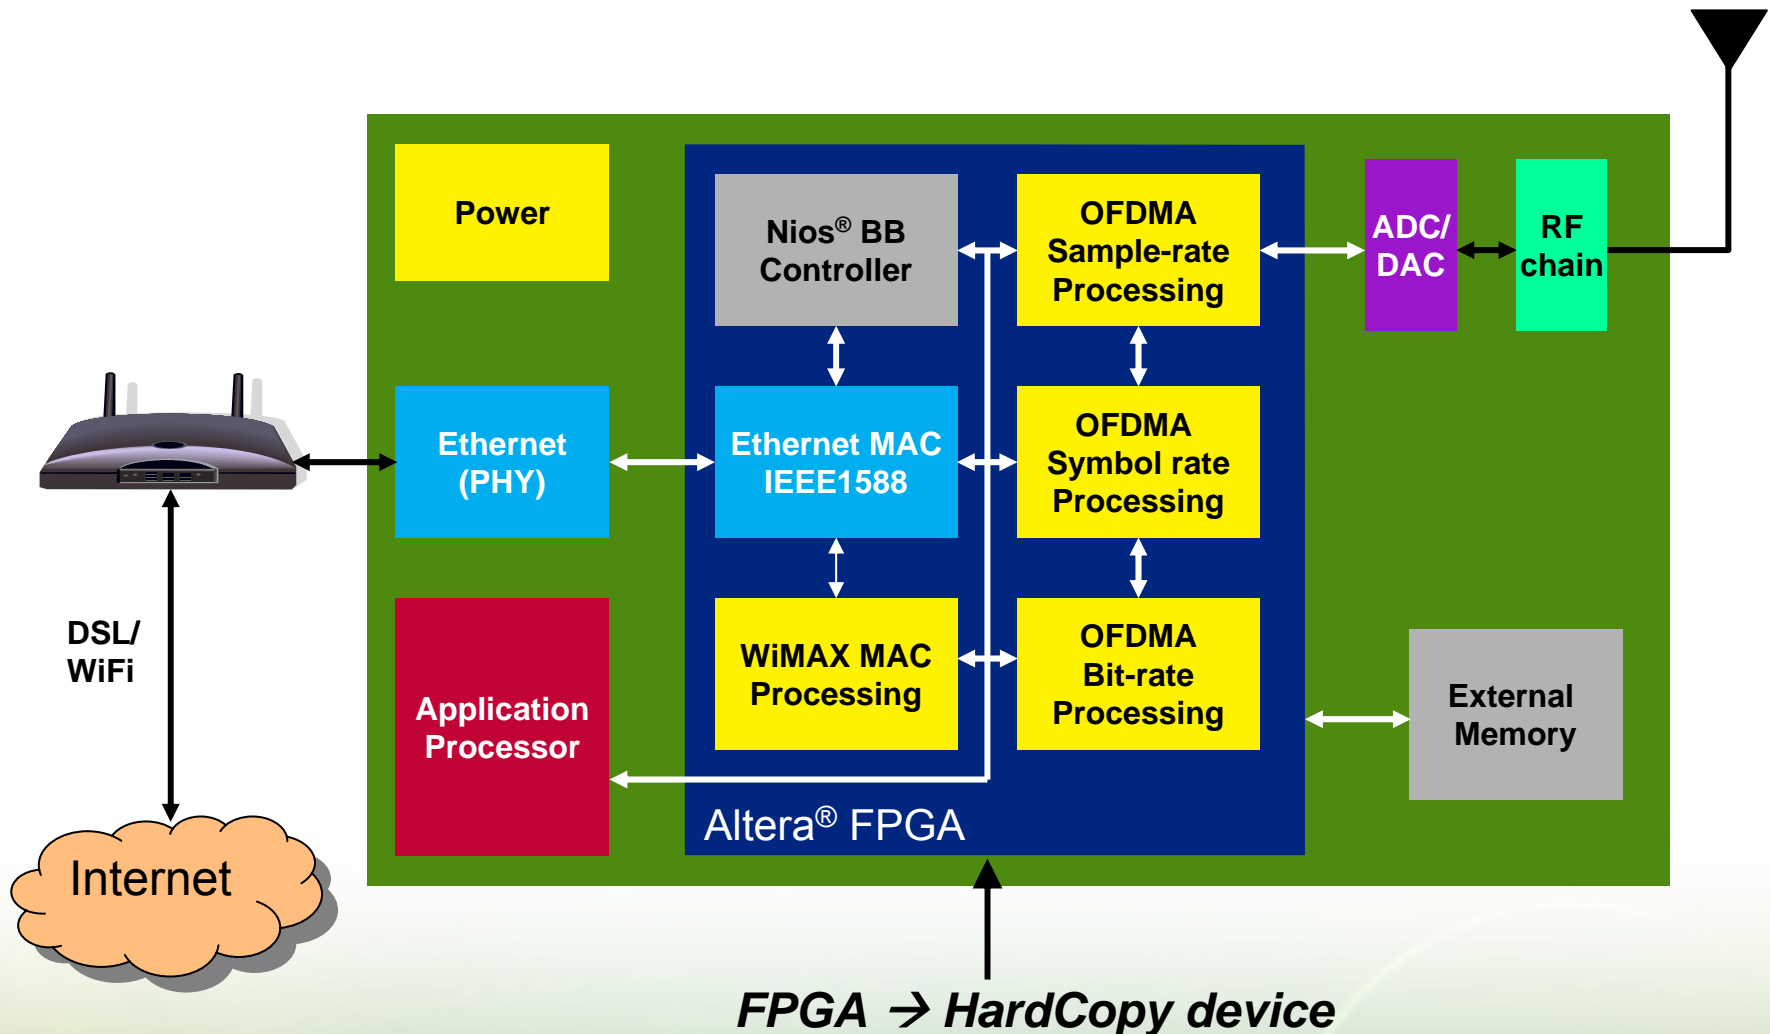 Power
Nios® BB
Controller
OFDMA
Sample-rate
Processing
ADC/
DAC
RF
chain
Ethernet
(PHY)
Ethernet MAC
IEEE1588
OFDMA
Symbol rate
Processing
DSL/
WiFi
Application
Processor
WiMAX MAC
Processing
OFDMA
Bit-rate
Processing
External
Memory
Altera® FPGA
Internet
FPGA → HardCopy device